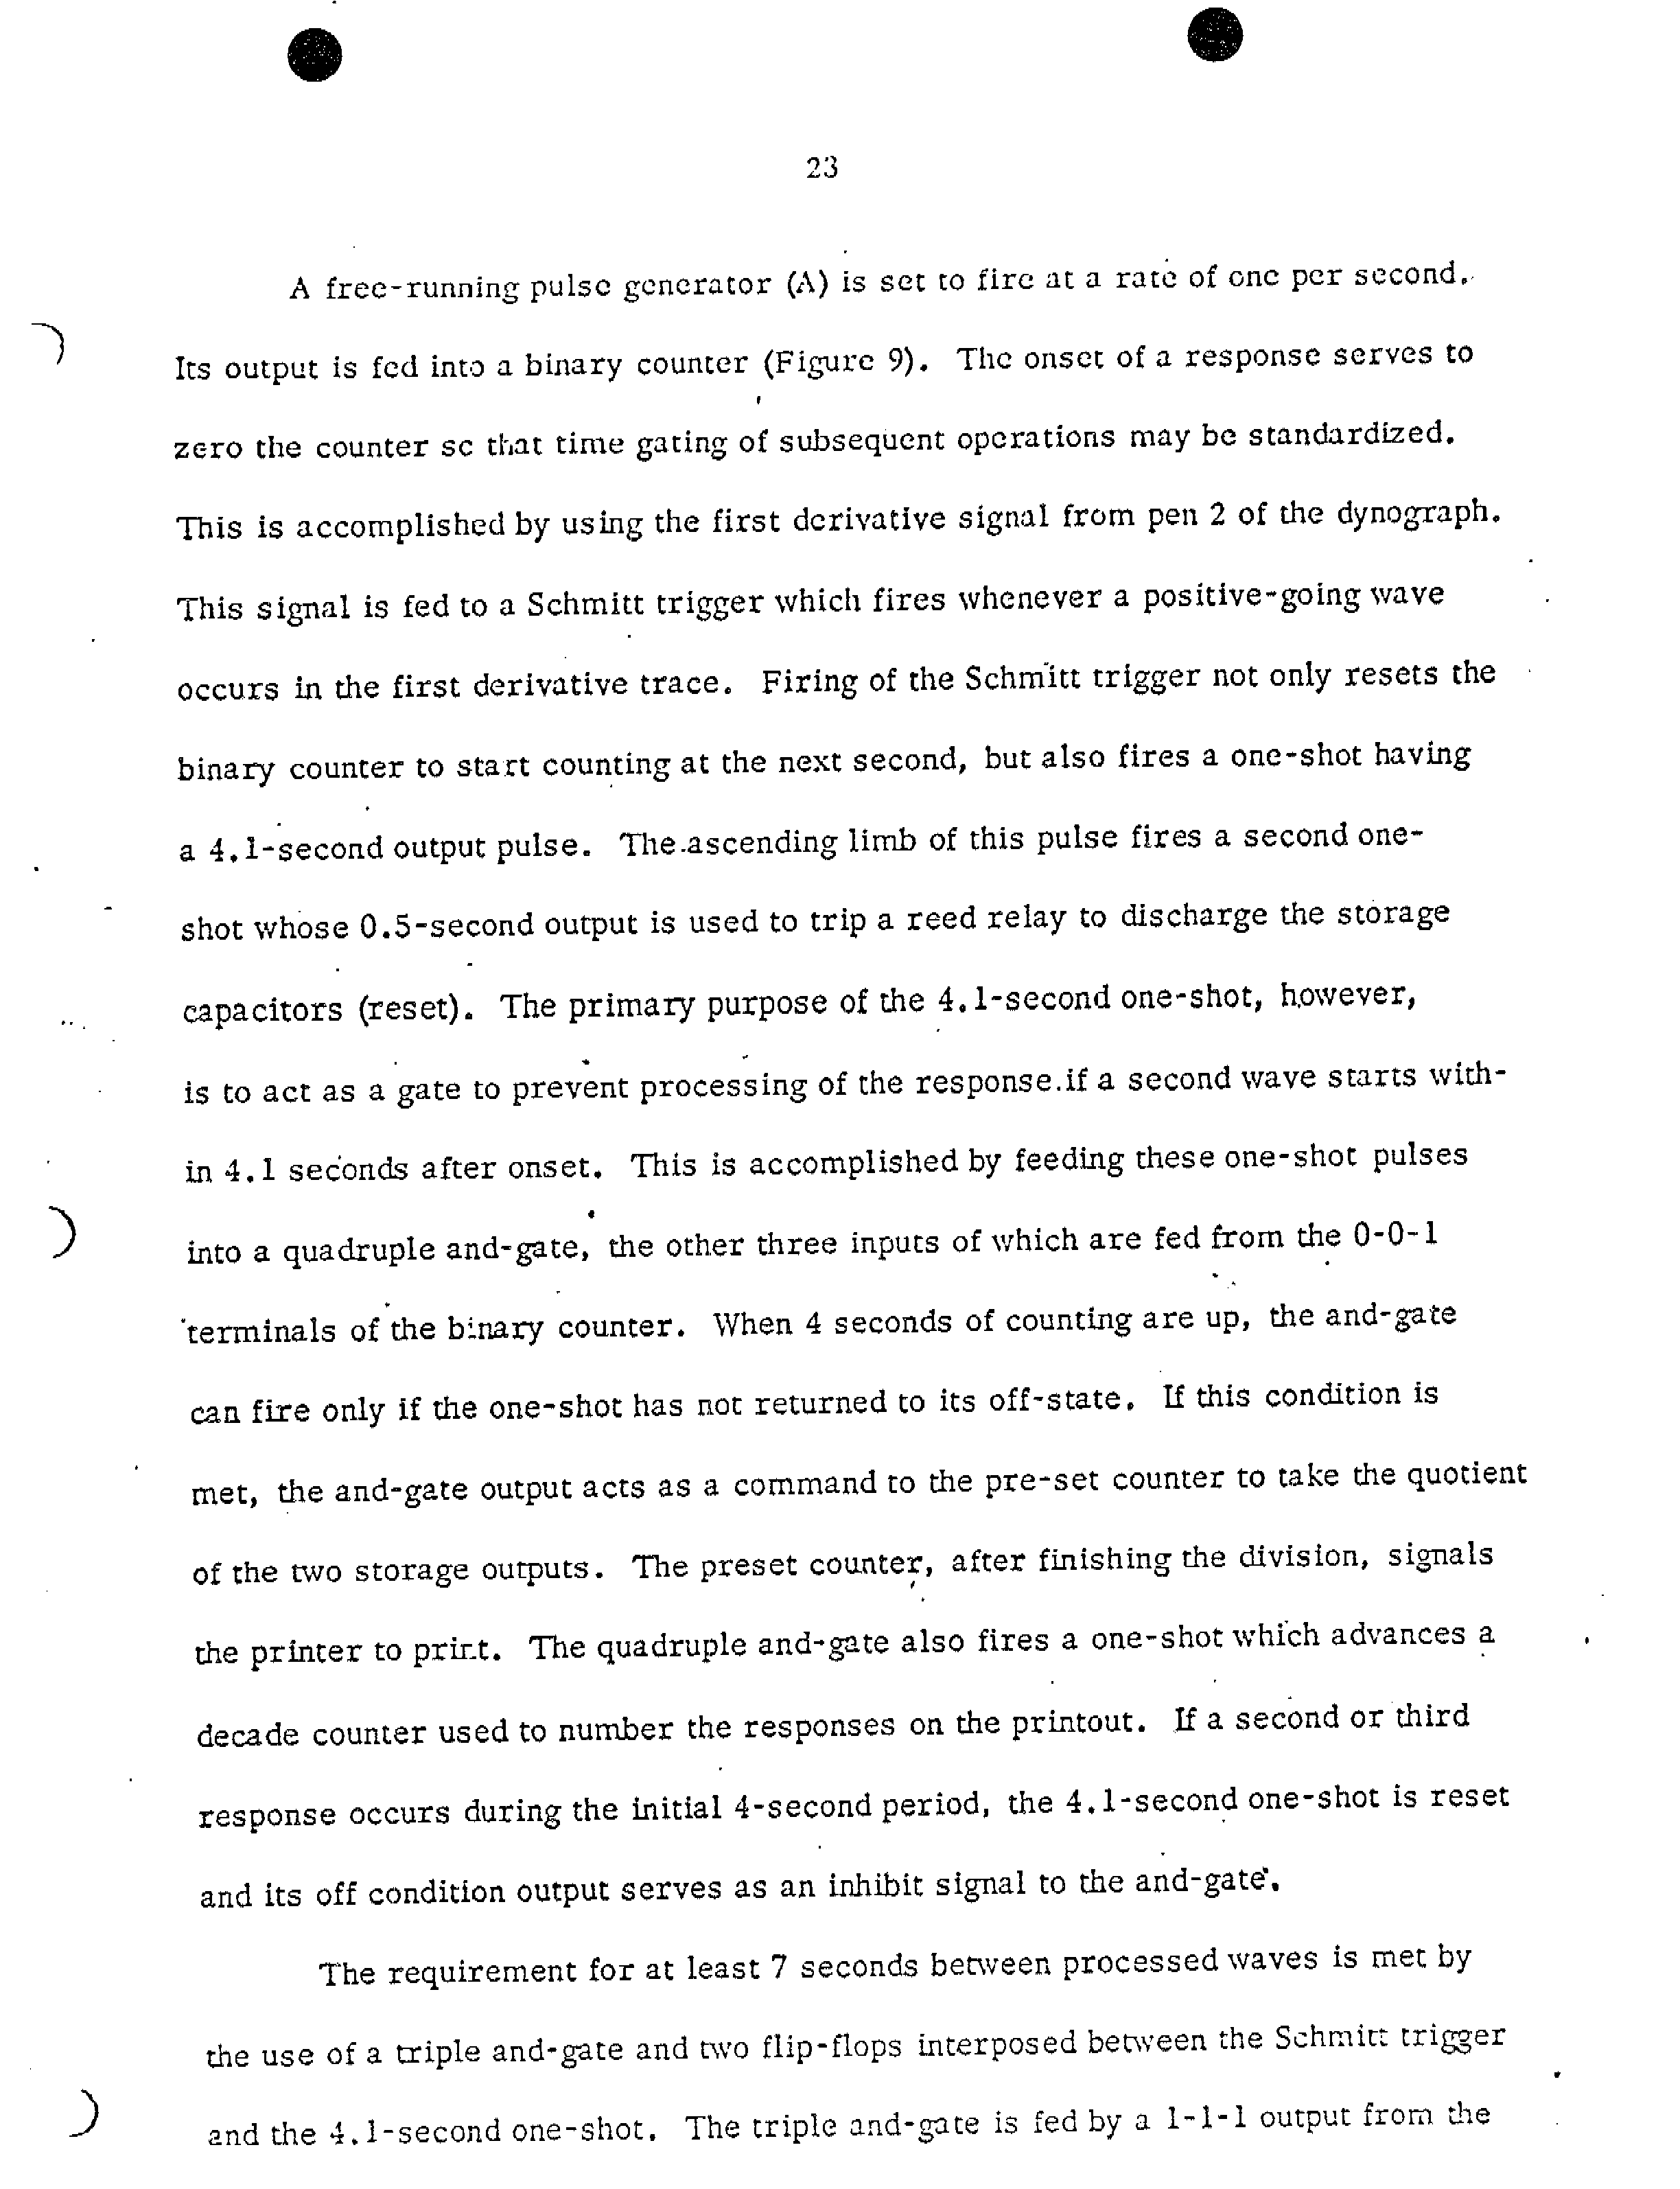 23
A free-running pulse generator (A) is set to fire at a rate of one per second.
Its output is fed into a binary counter (Figure 9). The onset of a response serves to
zero the counter so that time gating of subsequent operations may be standardized.
This is accomplished by using the first derivative signal from pen 2 of the dynograph.
This signal is fed to a Schmitt trigger which fires whenever a positive-going wave
occurs in the first derivative trace. Firing of the Schmitt trigger not only resets the
binary counter to start counting at the next second, but also fires a one-shot having
a 4.1-second output pulse. The ascending limb of this pulse fires a second one-
shot whose 0.5-second output is used to trip a reed relay to discharge the storage
capacitors (reset). The primary purpose of the 4.1-second one-shot, however,
is to act as a gate to prevent processing of the response if a second wave starts with-
in 4.1 seconds after onset. This is accomplished by feeding these one-shot pulses
into a quadruple and-gate, the other three inputs of which are fed from the 0-0-1
terminals of the binary counter. When 4 seconds of counting are up, the and-gate
can fire only if the one-shot has not returned to its off-state. If this condition is
met, the and-gate output acts as a command to the pre-set counter to take the quotient
of the two storage outputs. The preset counter, after finishing the division, signals
the printer to print. The quadruple and-gate also fires a one-shot which advances a
decade counter used to number the responses on the printout. If a second or third
response occurs during the initial 4-second period, the 4.1-second one-shot is reset
and its off condition output serves as an inhibit signal to the and-gate.
The requirement for at least 7 seconds between processed waves is met by
the use of a triple and-gate and two flip-flops interposed between the Schmitt trigger
and the 4.1-second one-shot. The triple and-gate is fed by a 1-1-1 output from the